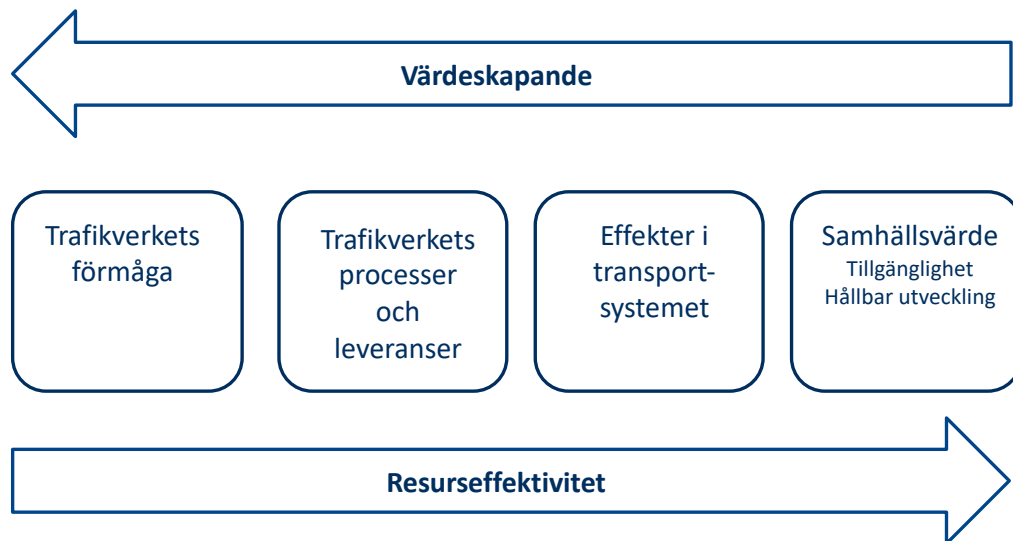 Värdeskapande
Trafikverkets
förmåga
Trafikverkets
processer
och
leveranser
Effekter i
transport-
systemet
Samhällsvärde
Tillgänglighet
Hållbar utveckling
Resurseffektivitet